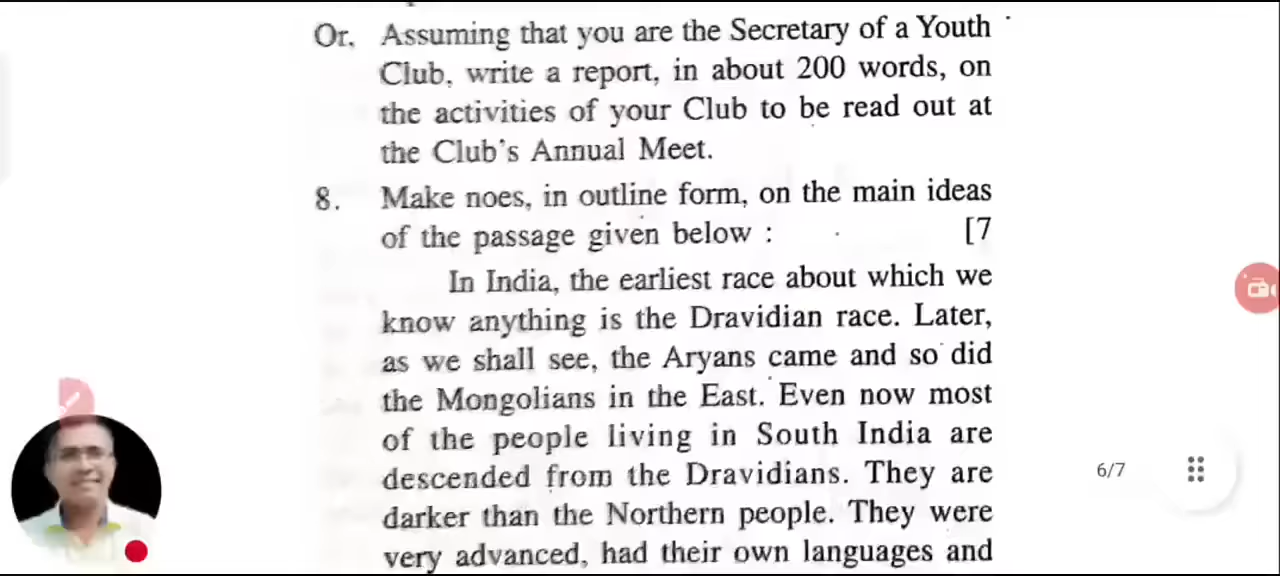 Or, Assuming that you are the Secretary of a Youth
Club, write a report, in about 200 words, on
the activities of your Club to be read out at
the Club's Annual Meet.
8. Make noes, in outline form, on the main ideas
of the passage given below : [7
In India, the earliest race about which we
know anything is the Dravidian race. Later,
as we shall see, the Aryans came and so did
the Mongolians in the East. Even now most
of the people living in South India are
descended from the Dravidians. They are
6/7
darker than the Northern people. They were
very advanced, had their own languages and